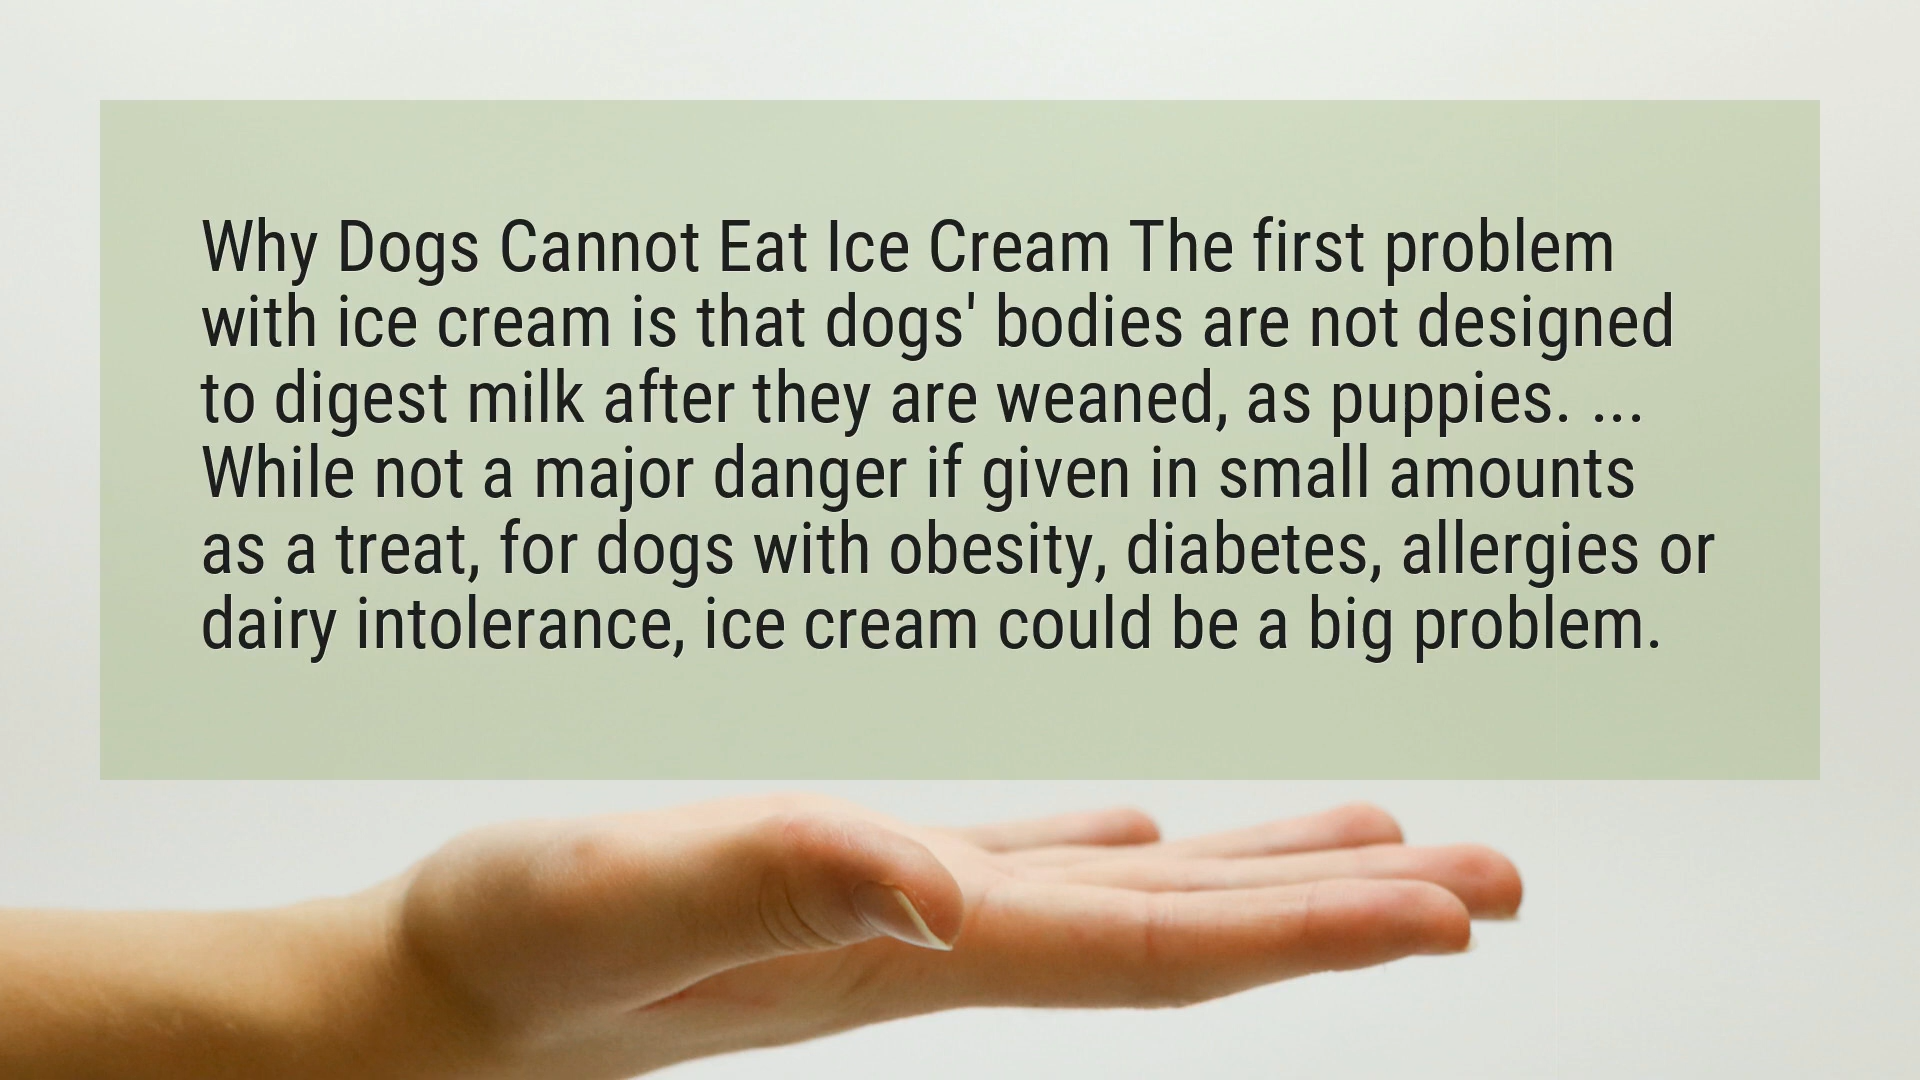 Why Dogs Cannot Eat Ice Cream The first problem
with ice cream is that dogs' bodies are not designed
to digest milk after they are weaned, as puppies. ...
While not a major danger if given in small amounts
as a treat, for dogs with obesity, diabetes, allergies or
dairy intolerance, ice cream could be a big problem.